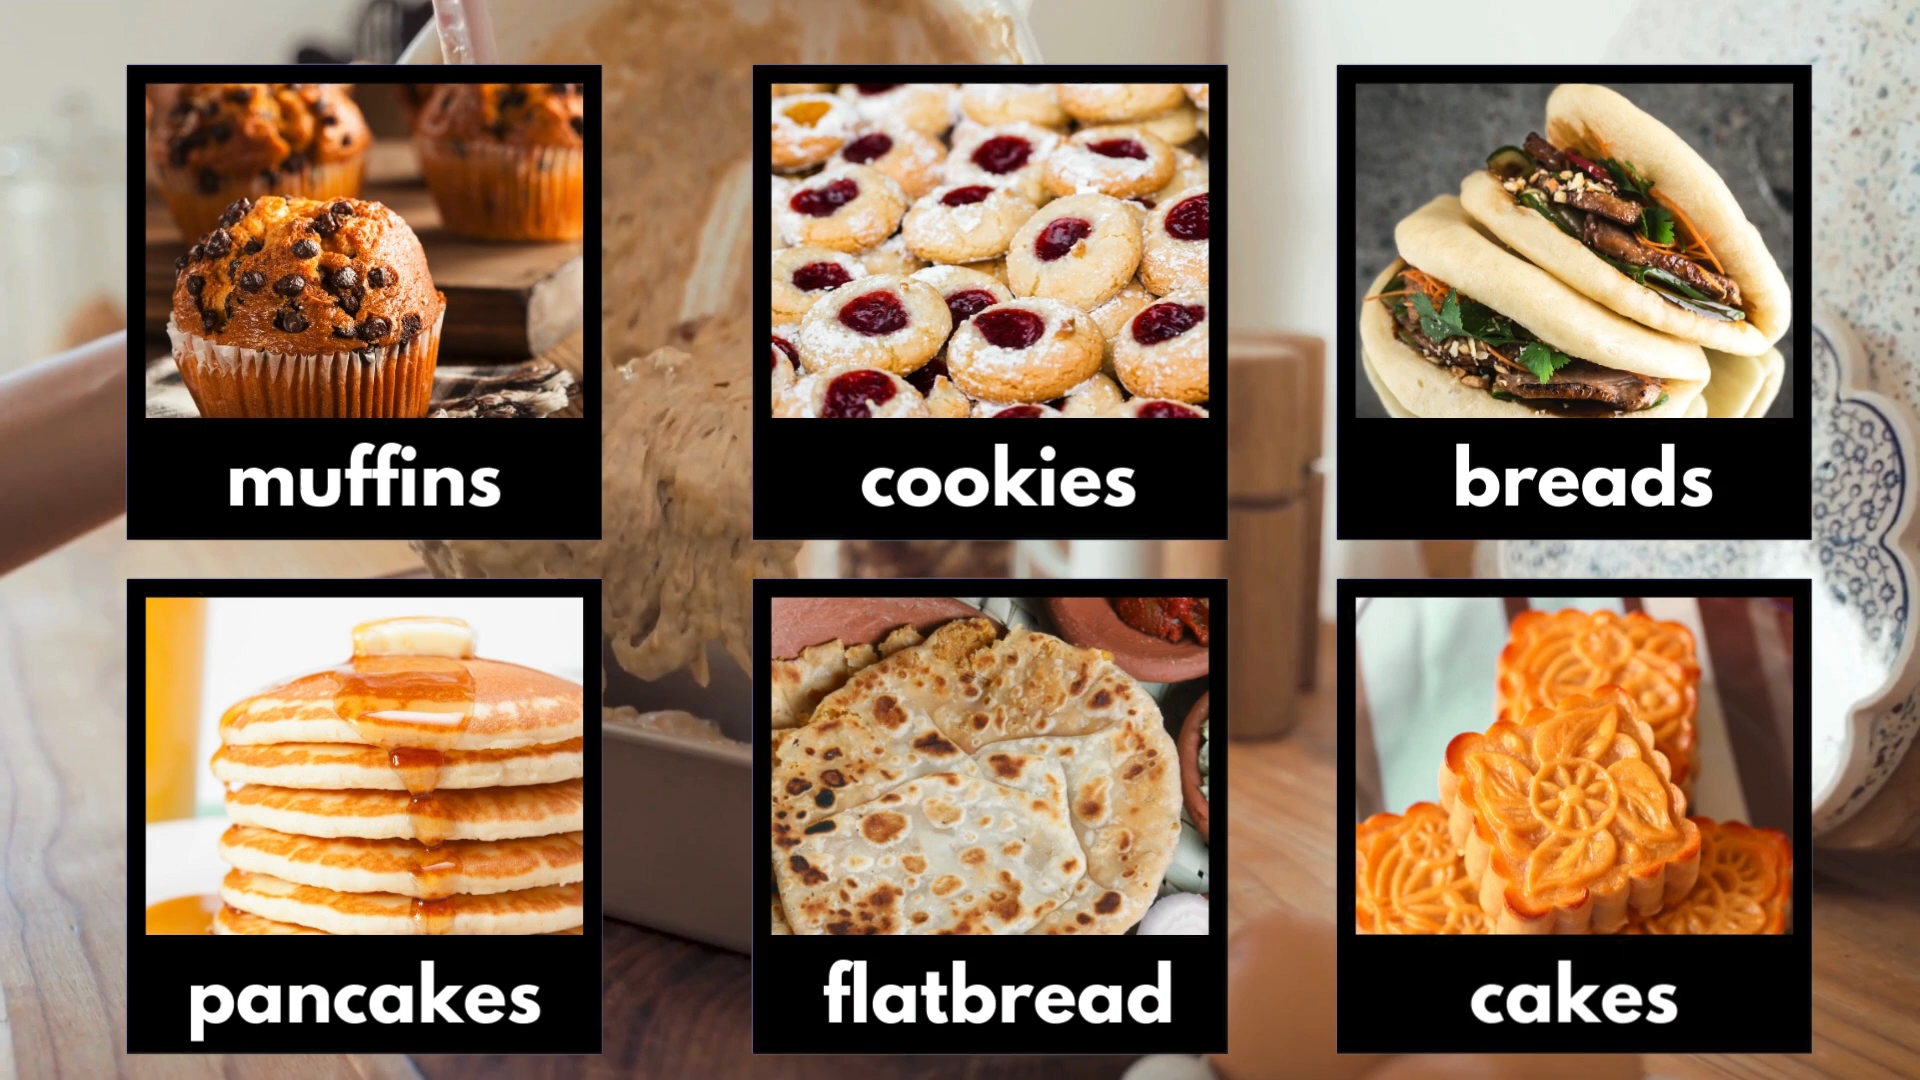 muffins
cookies
breads
pancakes
flatbread
cakes